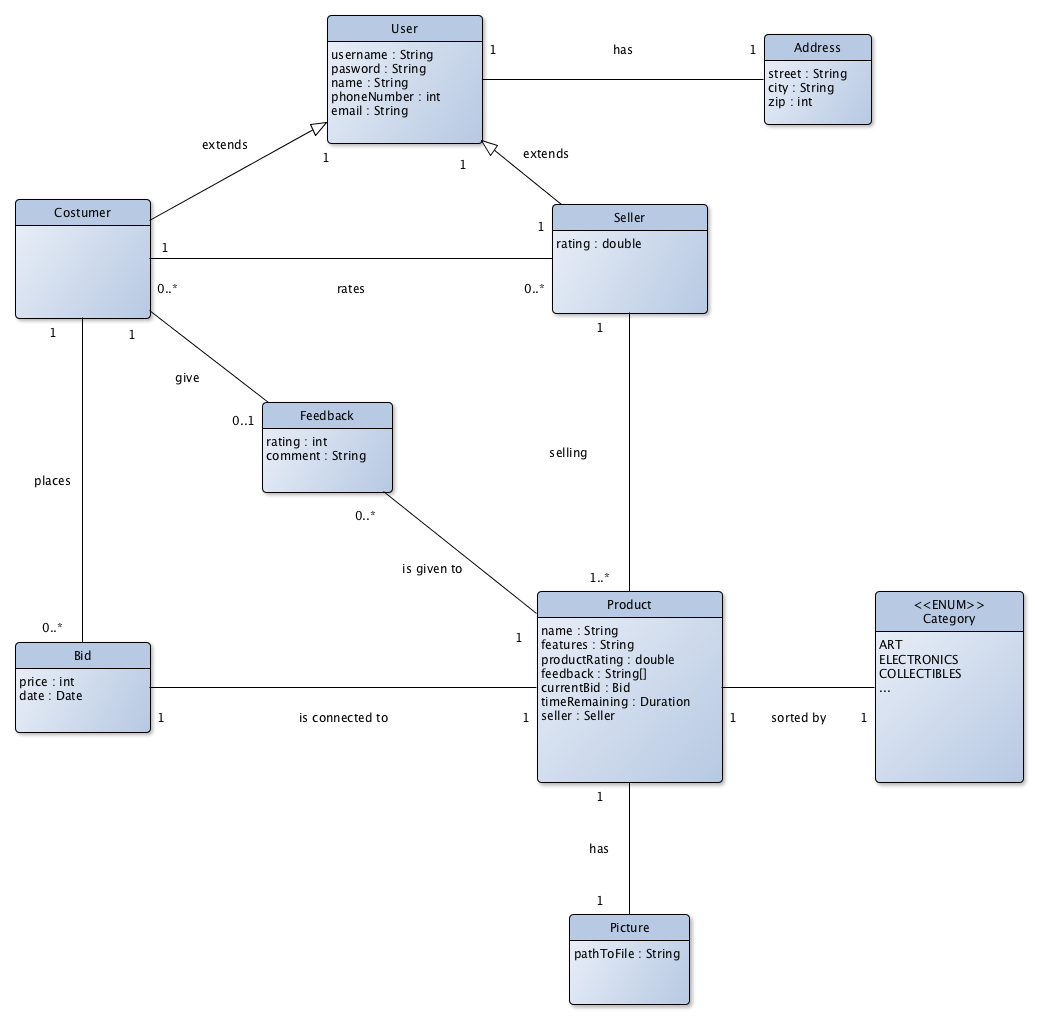 User
username : String
pasword : String
name : String
phoneNumber : int
email : String
1
has
1
Address
street : String
city : String
zip : int
extends
1
1
extends
Costumer
Seller
rating : double
1
1
0..*
rates
0..*
1
1
1
give
0..1
Feedback
rating : int
comment : String
selling
places
0..*
is given to
1..*
0..*
1
Bid
price : int
date : Date
Product
name : String
features : String
productRating : double
feedback : String[]
currentBid : Bid
timeRemaining : Duration
seller : Seller
<<ENUM>>
Category
ART
ELECTRONICS
COLLECTIBLES
...
1
is connected to
1
1
sorted by
1
1
has
1
Picture
pathToFile : String